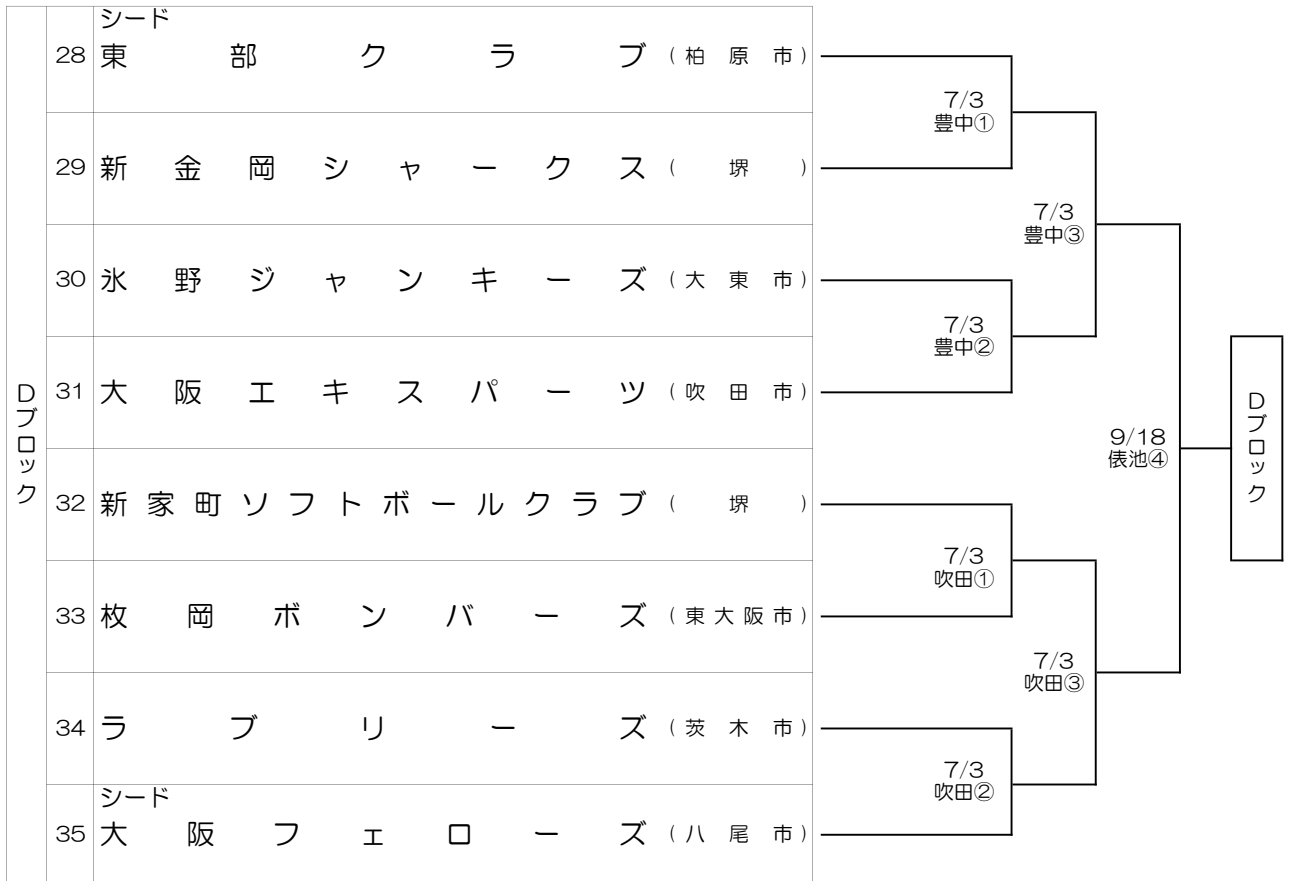 Dブロック
シード
28 東部クラブ (柏原市)
29 新金岡シャークス (堺)
30 氷野ジャンキーズ (大東市)
31 大阪エキスパーツ (吹田市)
32 新家町ソフトボールクラブ (堺)
33 枚岡ボンバーズ (東大阪市)
34 ラブリーズ (茨木市)
シード
35 大阪フェローズ (八尾市)
7/3
豊中①
7/3
豊中②
7/3
吹田①
7/3
吹田②
7/3
豊中③
7/3
吹田③
9/18
俵池④
Dブロック